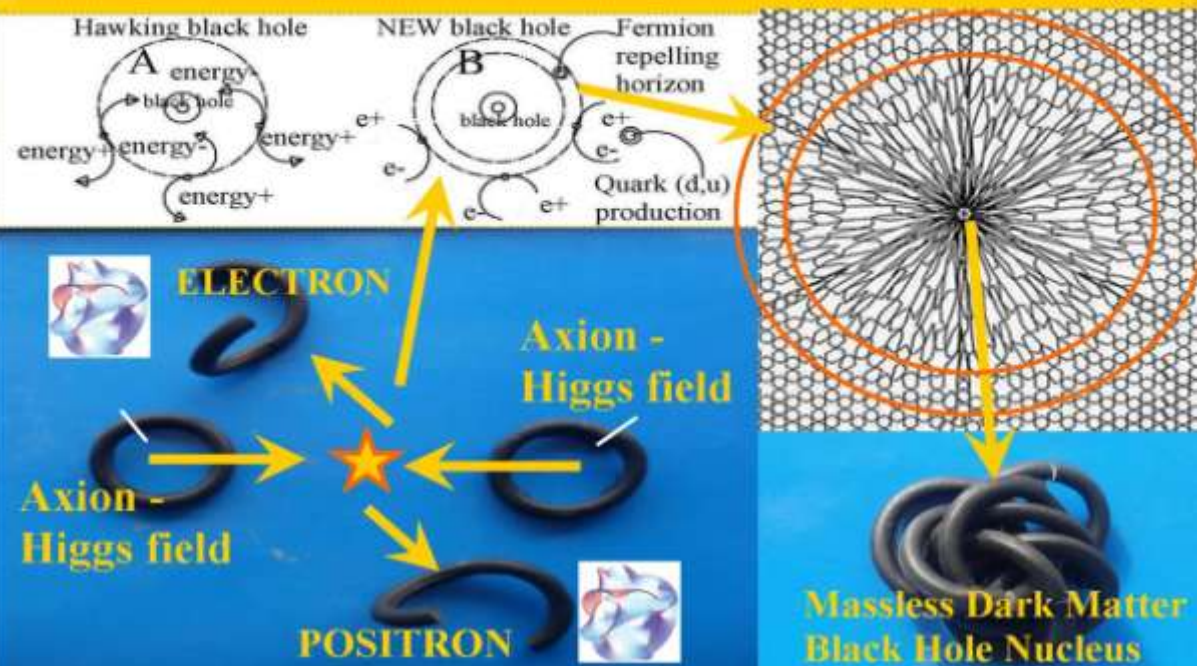 Hawking black hole
A
energy-
black hole
energy+
energy-
energy+
energy+
NEW black hole
B
black hole
Fermion
repelling
horizon
e+
e-
e+
e-
e-
e+
Quark (d,u)
production
ELECTRON
Axion -
Higgs field
Axion -
Higgs field
POSITRON
Massless Dark Matter
Black Hole Nucleus